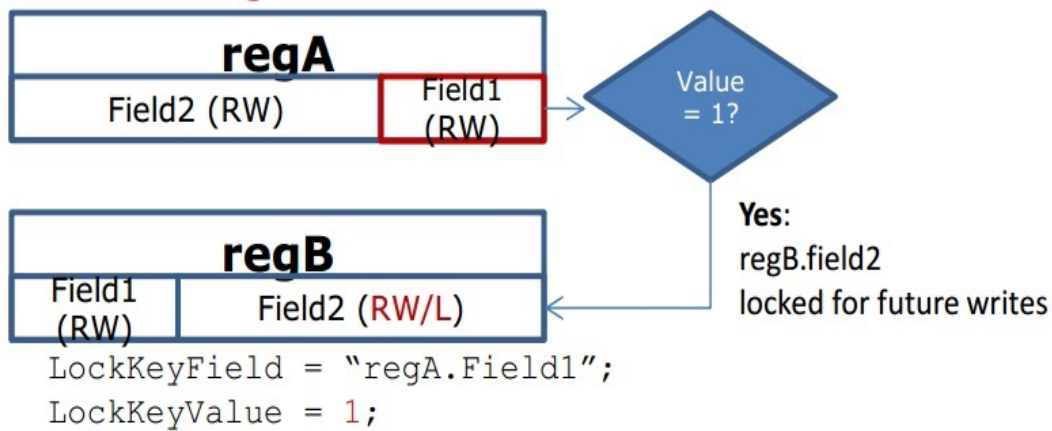 regA
Field2 (RW)
Field1
(RW)
Value
= 1?
Yes:
regB.field2
locked for future writes
regB
Field1
(RW)
Field2 (RW/L)
LockKeyField = “regA.Field1”;
LockKeyValue = 1;